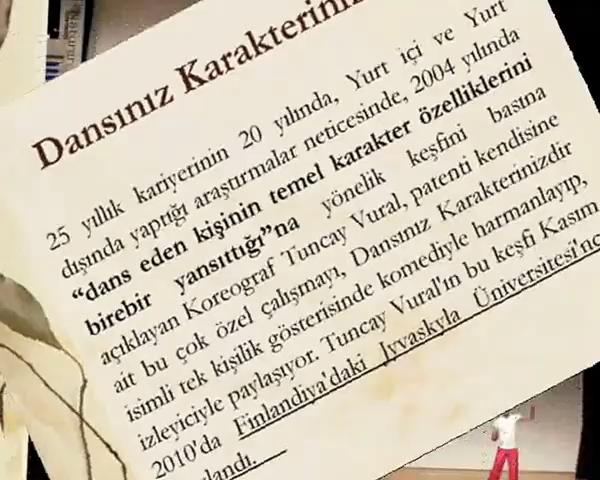 Dansınız Karakteriniz
25 yıllık kariyerinin 20 yılında, Yurt içi ve Yurt
dışında yaptığı araştırmalar neticesinde, 2004 yılında
“dans eden kişinin temel karakter özelliklerini
birebir yansıttığı”na yönelik keşfini basına
açıklayan Koreograf Tuncay Vural, patenti kendisine
ait bu çok özel çalışmayı, Dansınız Karakterinizdir
isimli tek kişilik gösterisinde komediyle harmanlayıp,
izleyiciyle paylaşıyor. Tuncay Vural'ın bu keşfi Kasım
2010'da Finlandiya'daki Jyvaskyla Üniversitesi'nc
landı.